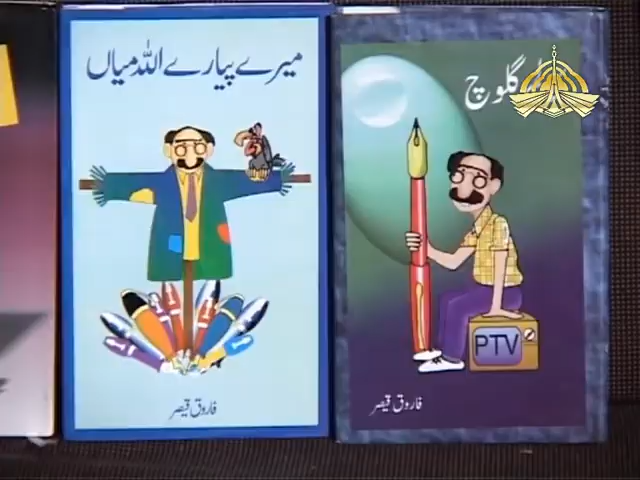 میرے پیارے اللہ میاں
فاروق قیصر
گلوچ
PTV
فاروق قیصر